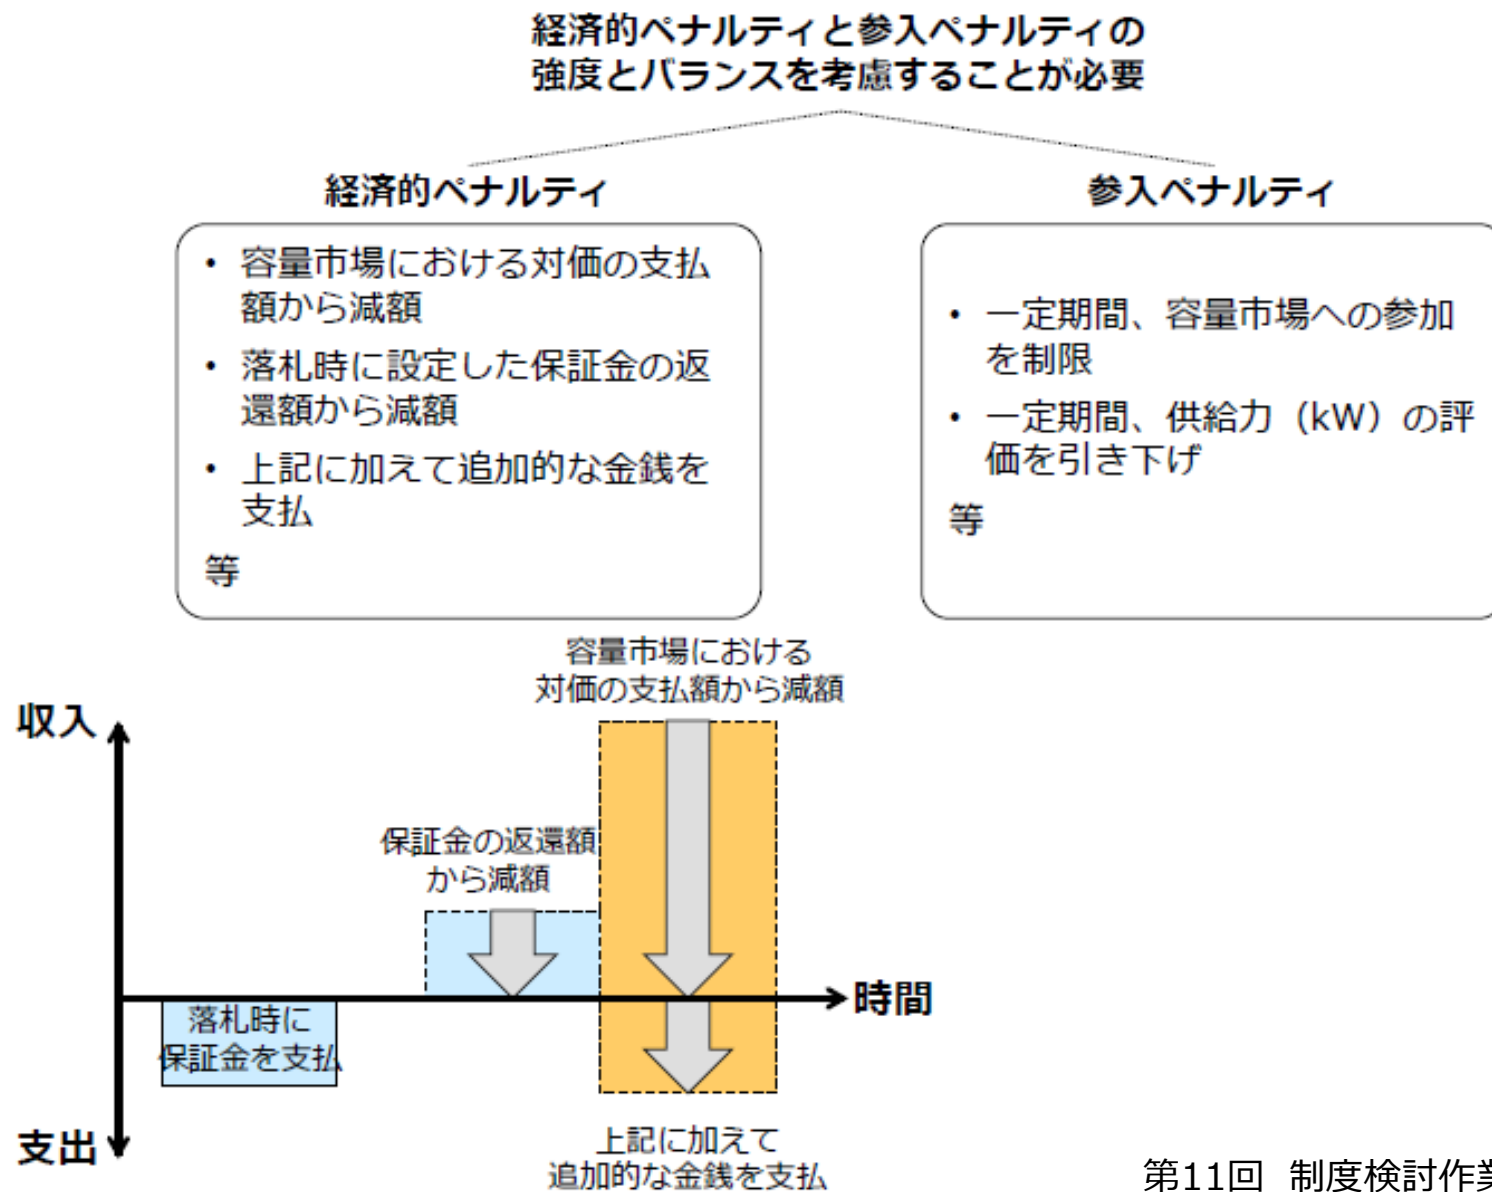 経済的ペナルティと参入ペナルティの
強度とバランスを考慮することが必要
経済的ペナルティ
・ 容量市場における対価の支払
額から減額
・ 落札時に設定した保証金の返
還額から減額
・ 上記に加えて追加的な金銭を
支払
等
参入ペナルティ
・ 一定期間、容量市場への参加
を制限
・ 一定期間、供給力（kW）の評
価を引き下げ
等
容量市場における
対価の支払額から減額
収入
保証金の返還額
から減額
時間
落札時に
保証金を支払
支出
上記に加えて
追加的な金銭を支払
第11回 制度検討作業